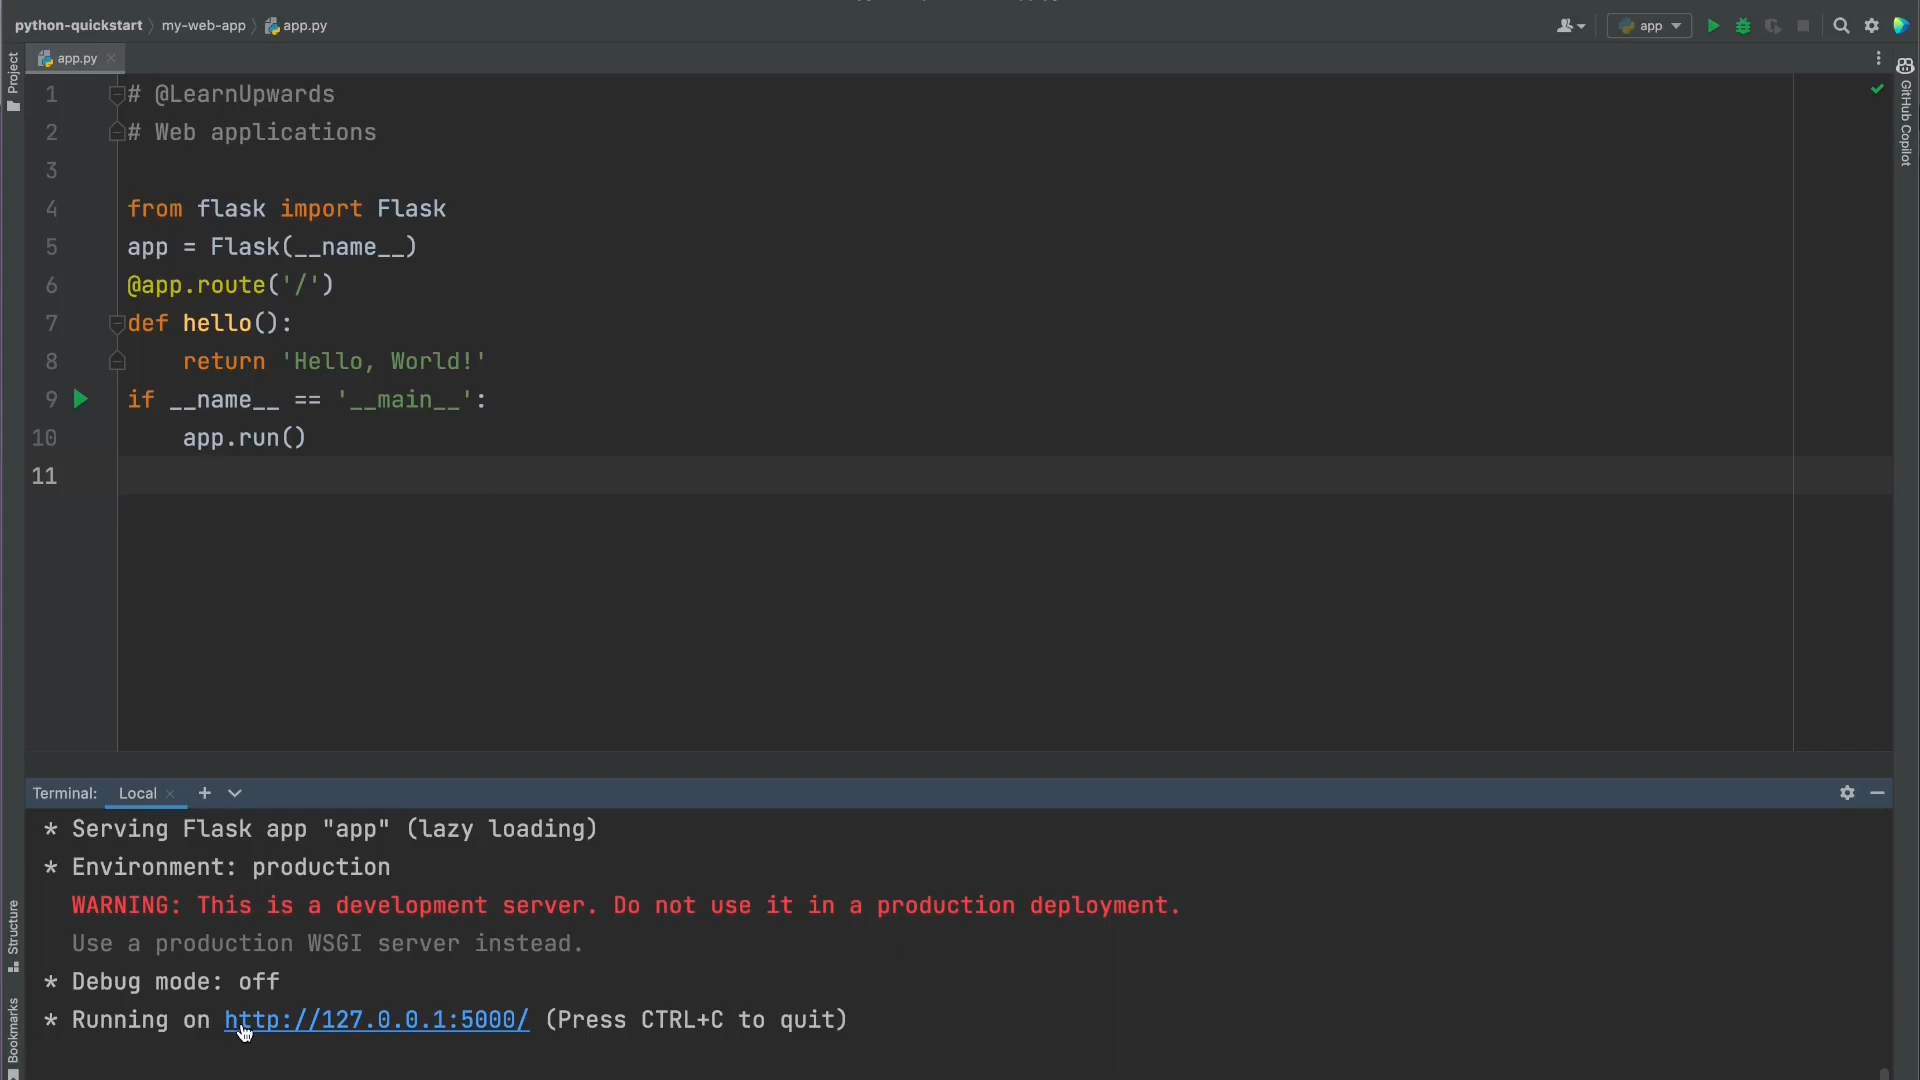 python-quickstart my-web-app app.py
app
app.py
Project
GitHub Copilot
1 # @LearnUpwards
2 # Web applications
3
4 from flask import Flask
5 app = Flask(__name__)
6 @app.route('/')
7 def hello():
8 return 'Hello, World!'
9 if __name__ == '__main__':
10 app.run()
11
Terminal: Local
* Serving Flask app "app" (lazy loading)
* Environment: production
WARNING: This is a development server. Do not use it in a production deployment.
Use a production WSGI server instead.
* Debug mode: off
* Running on http://127.0.0.1:5000/ (Press CTRL+C to quit)
Structure
Bookmarks